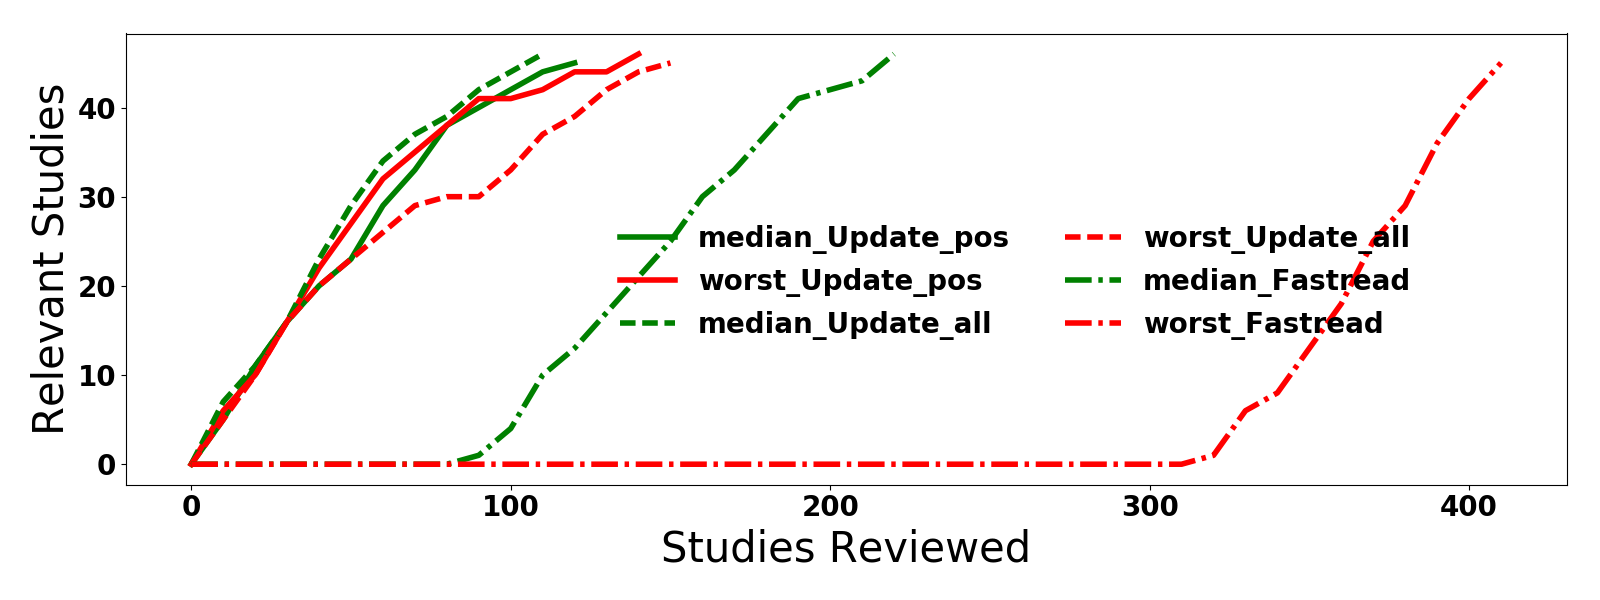 Relevant Studies
40
30
20
10
0
median_Update_pos
worst_Update_pos
median_Update_all
worst_Update_all
median_Fastread
worst_Fastread
0 100 200 300 400
Studies Reviewed